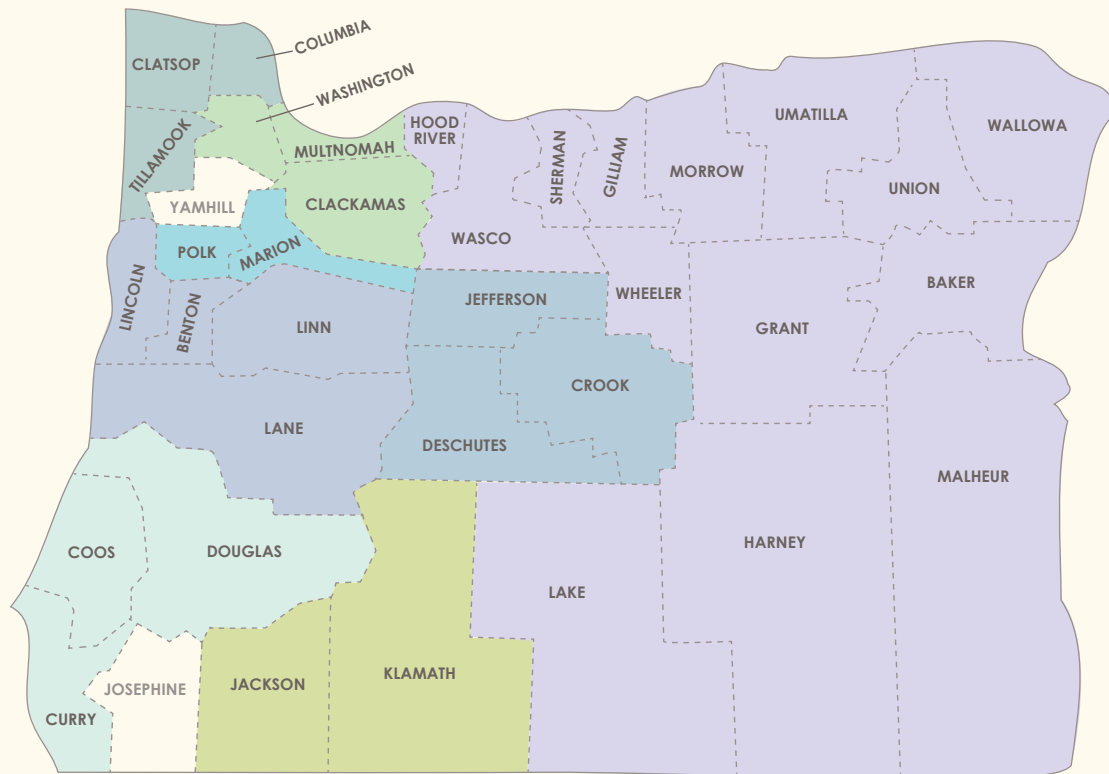 COLUMBIA
CLATSOP
WASHINGTON
UMATILLA
HOOD
RIVER
WALLOWA
MULTNOMAH
SHERMAN
GILLIAM
TILLAMOOK
MORROW
UNION
YAMHILL
CLACKAMAS
WASCO
POLK
MARION
BAKER
LINCOLN
BENTON
JEFFERSON
WHEELER
LINN
GRANT
CROOK
LANE
DESCHUTES
MALHEUR
COOS
DOUGLAS
HARNEY
LAKE
KLAMATH
JACKSON
JOSEPHINE
CURRY